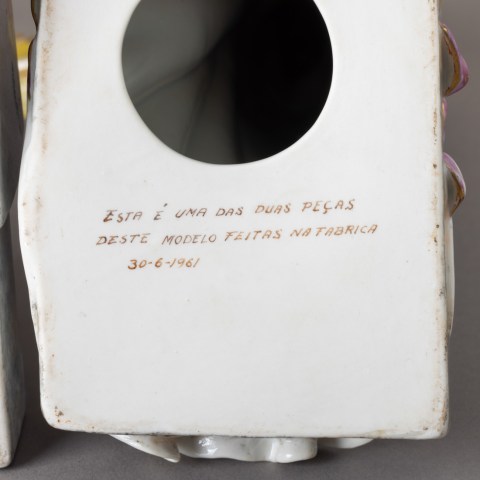 ESTA É UMA DAS DUAS PEÇAS
DESTE MODELO FEITAS NA FABRICA
30-6-1961